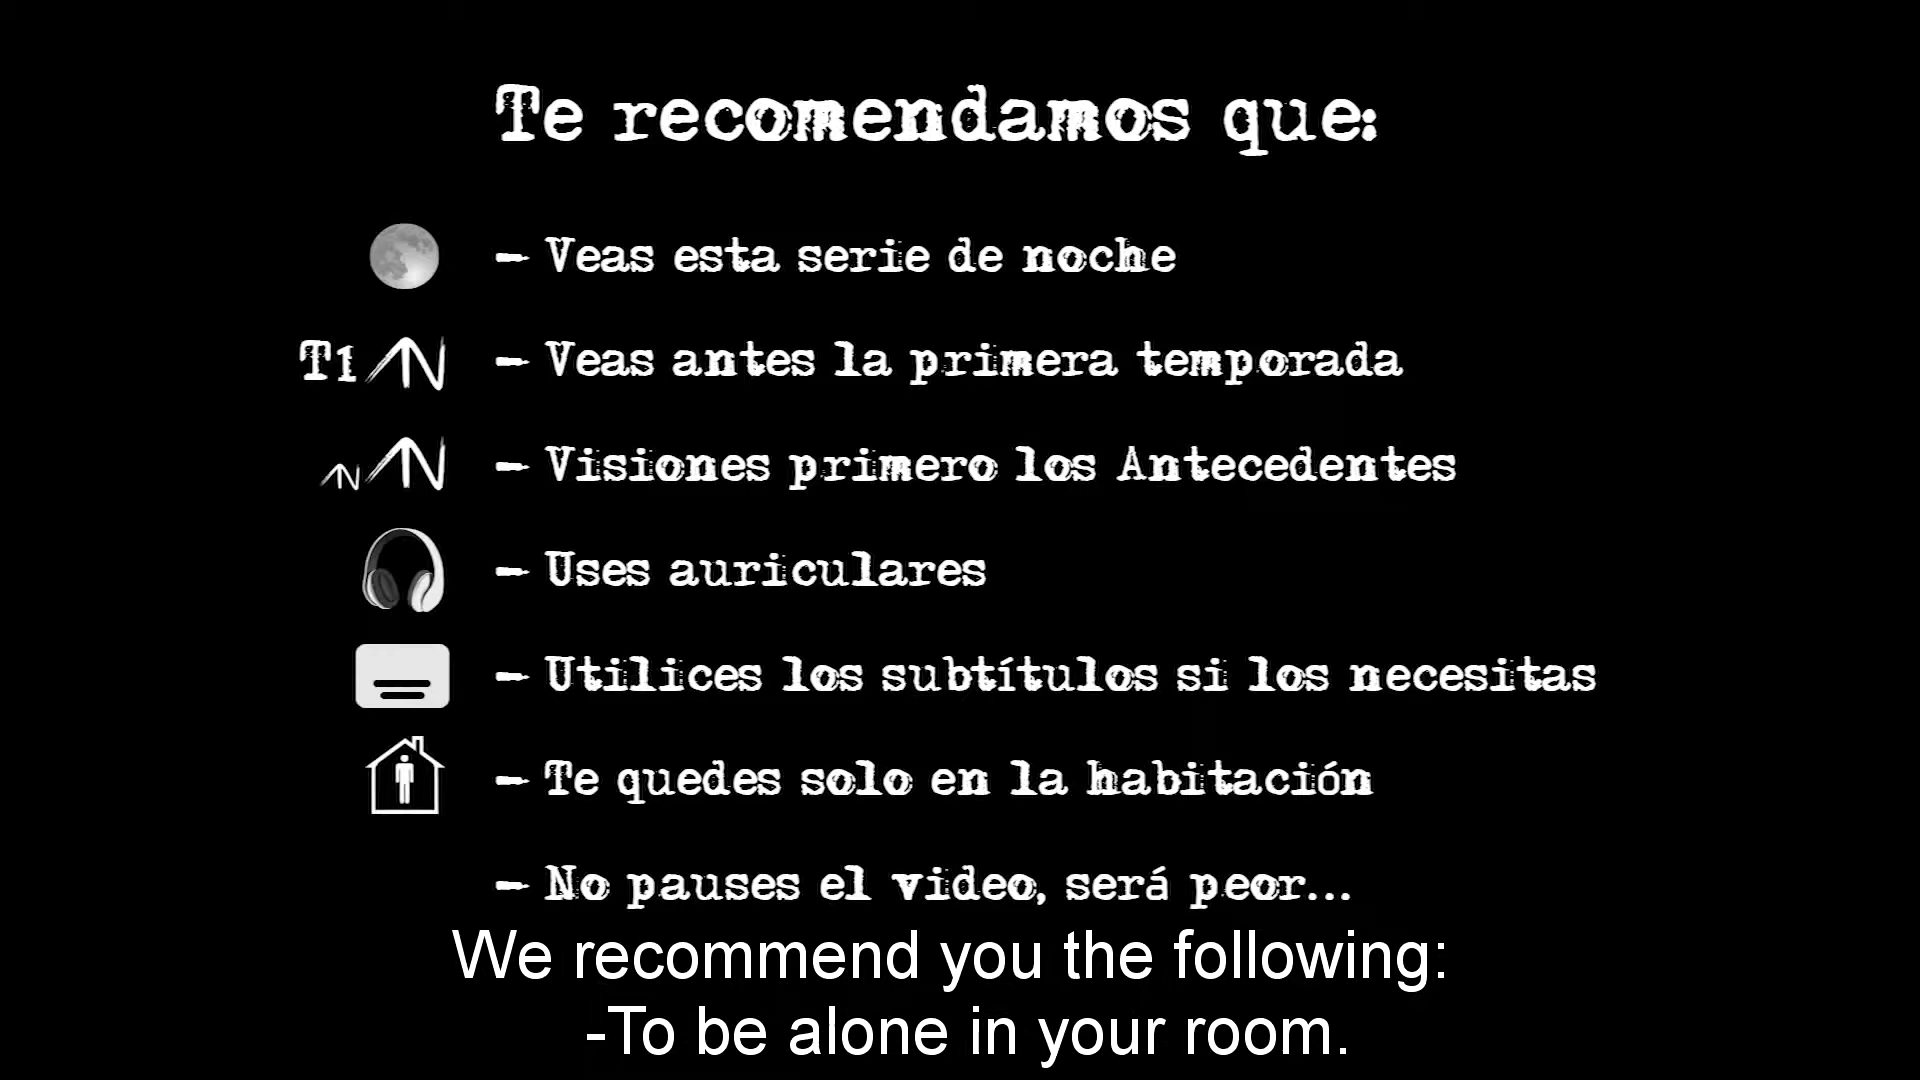 Te recomendamos que:
- Veas esta serie de noche
T1 - Veas antes la primera temporada
- Visiones primero los Antecedentes
- Uses auriculares
- Utilices los subtítulos si los necesitas
- Te quedes solo en la habitación
- No pauses el video, será peor...
We recommend you the following:
-To be alone in your room.